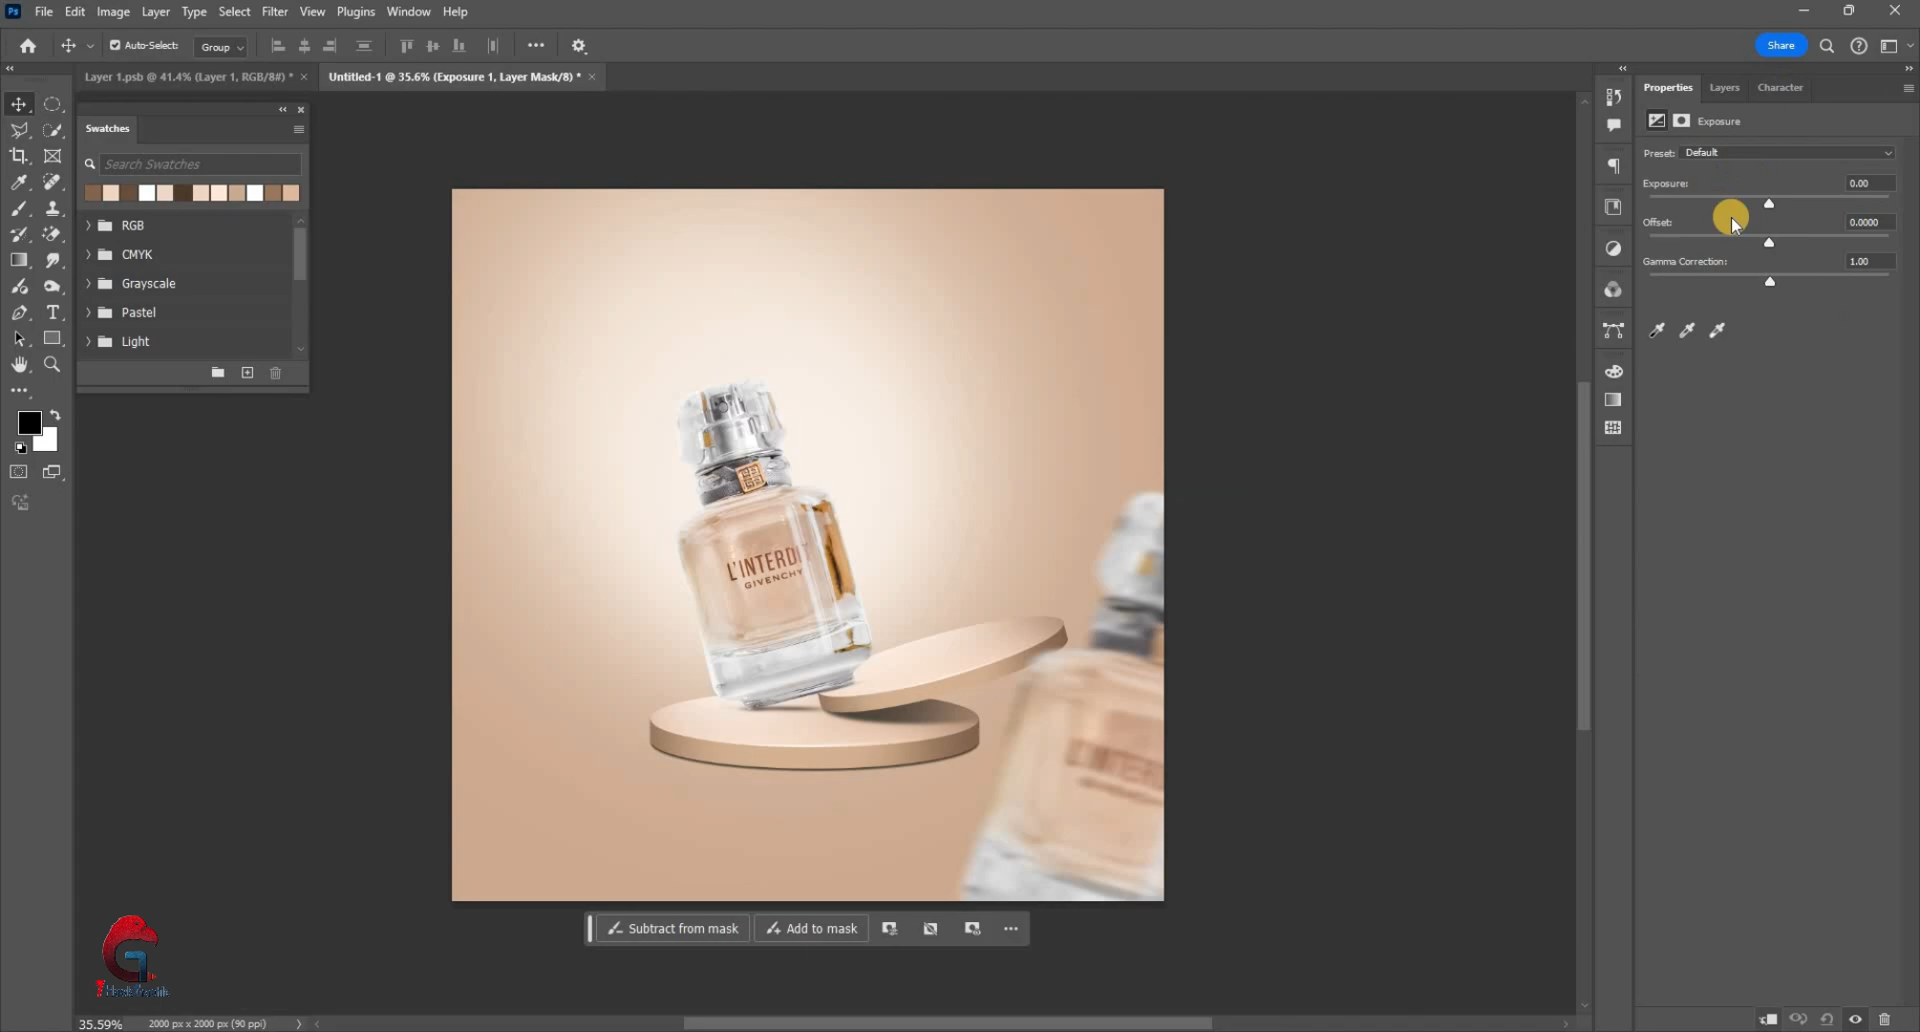 Ps File Edit Image Layer Type Select Filter View Plugins Window Help
Auto-Select: Group Share
Layer 1.psb @ 41.4% (Layer 1, RGB/8#) * × Untitled-1 @ 35.6% (Exposure 1, Layer Mask/8) * ×
Swatches
Search Swatches
RGB
CMYK
Grayscale
Pastel
Light
Properties Layers Character
Exposure
Preset: Default
Exposure: 0.00
Offset: 0.0000
Gamma Correction: 1.00
GIVENCHY
Subtract from mask Add to mask
35.59% 2000 px x 2000 px (90 ppi)